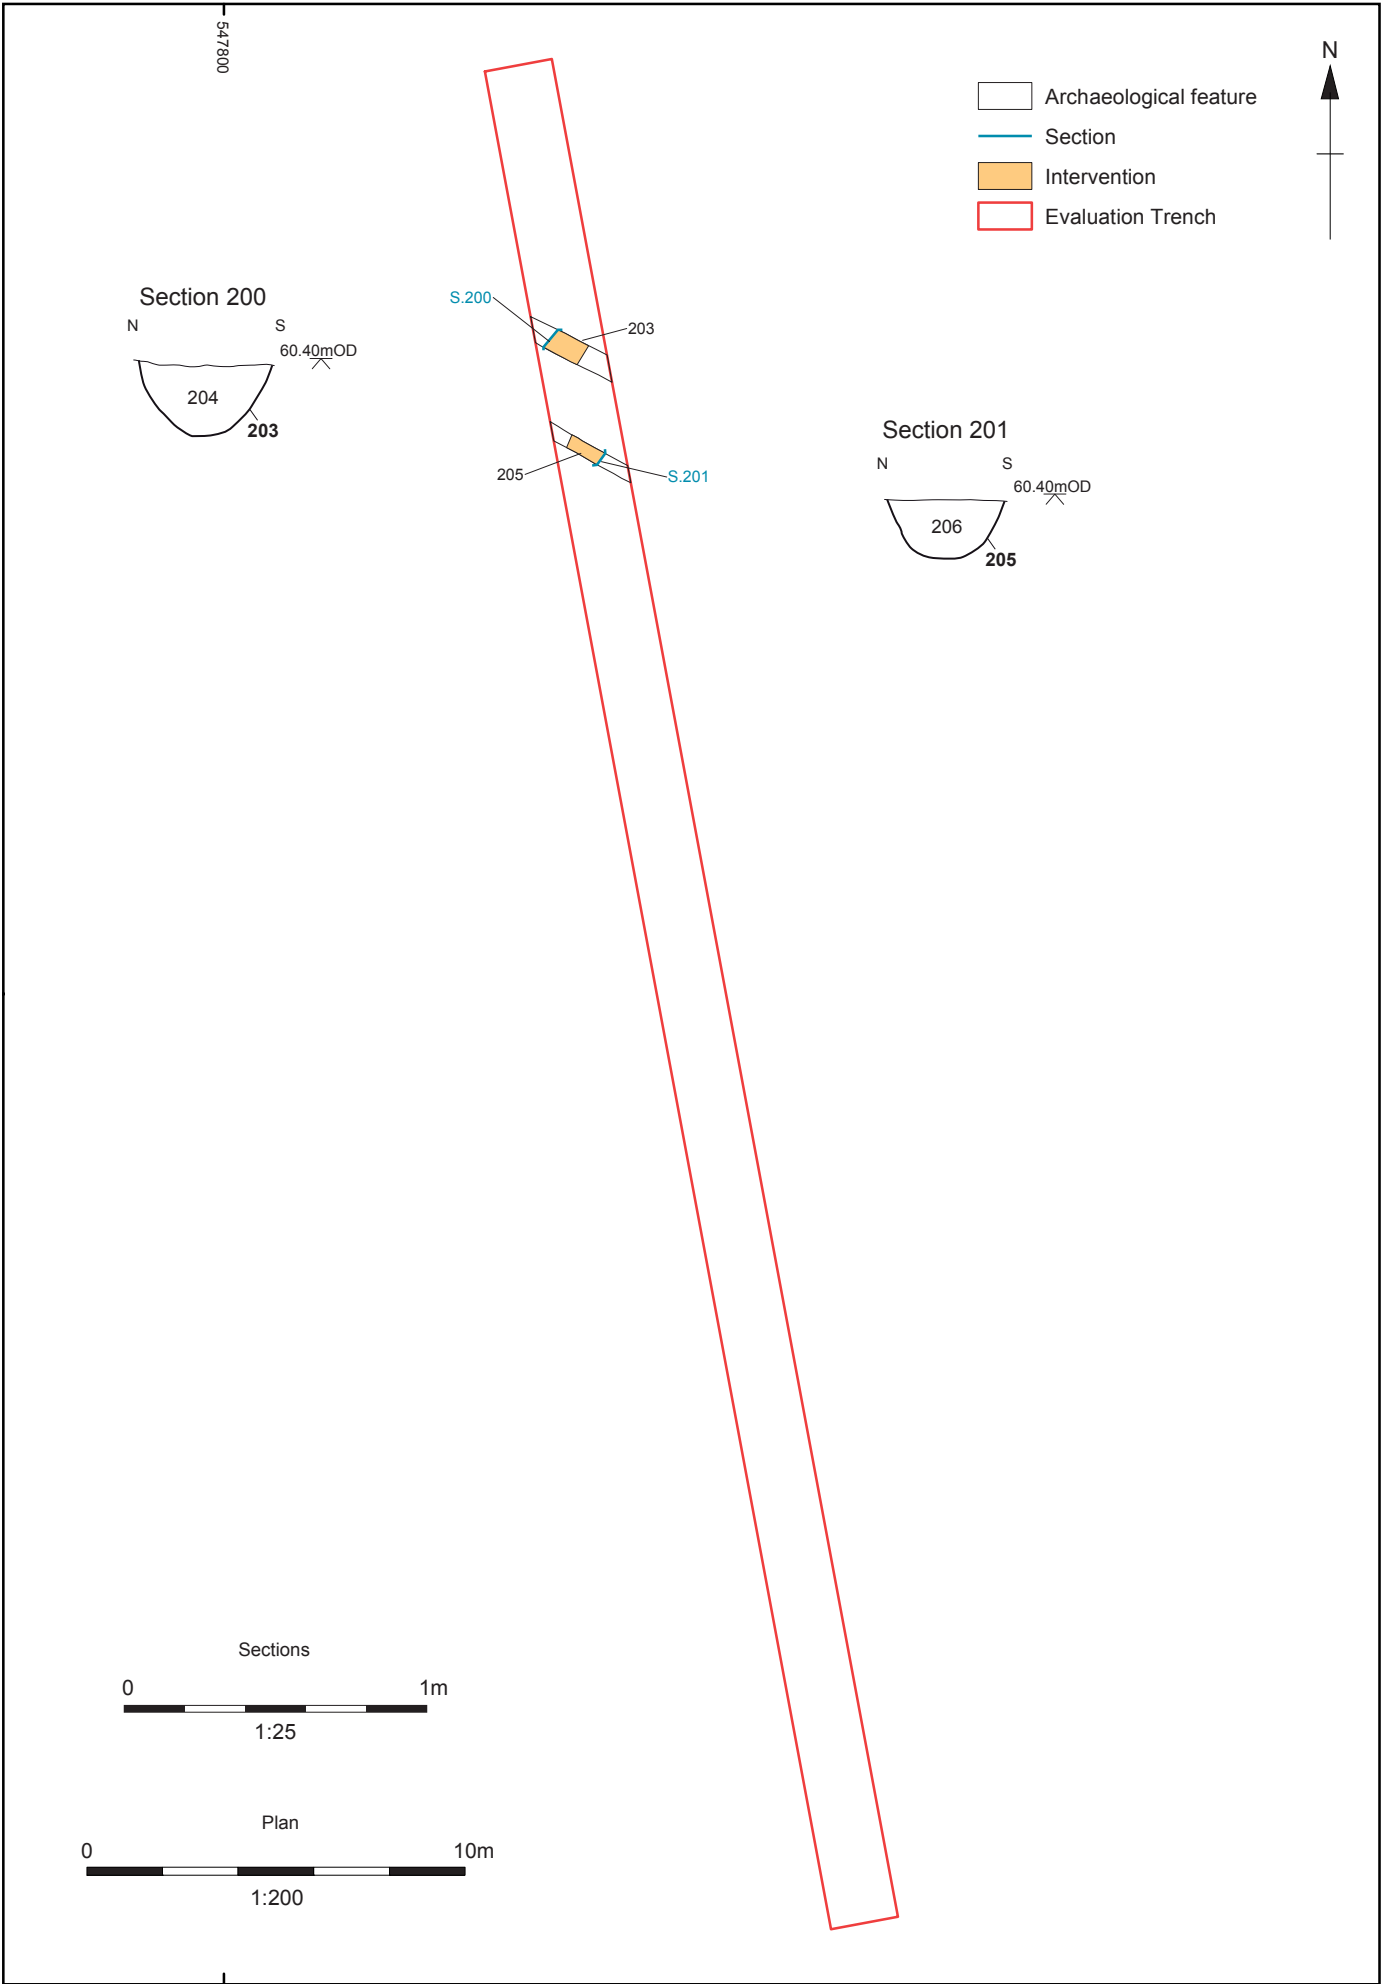 547800
N
Archaeological feature
Section
Intervention
Evaluation Trench
Section 200
N S
60.40mOD
204
203
S.200
203
205
S.201
Section 201
N S
60.40mOD
206
205
Sections
0 1m
1:25
Plan
0 10m
1:200